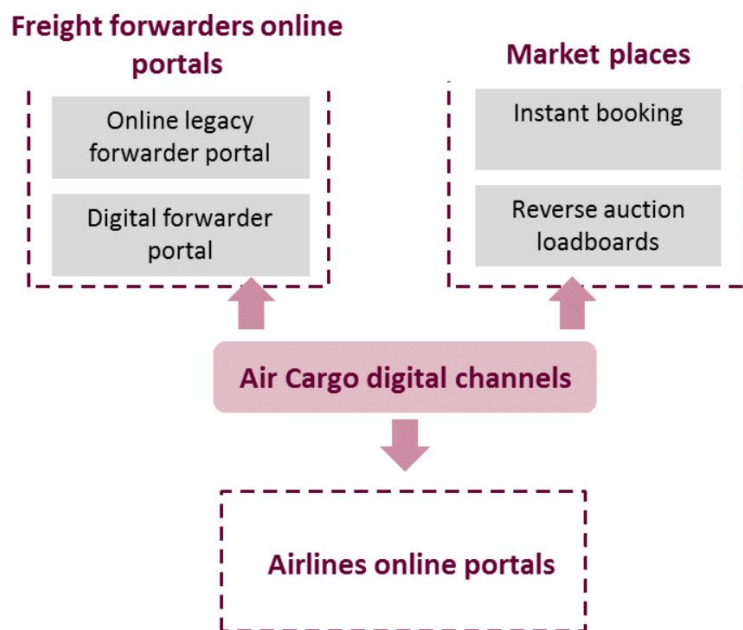 Freight forwarders online
portals
Online legacy
forwarder portal
Digital forwarder
portal
Market places
Instant booking
Reverse auction
loadboards
Air Cargo digital channels
Airlines online portals